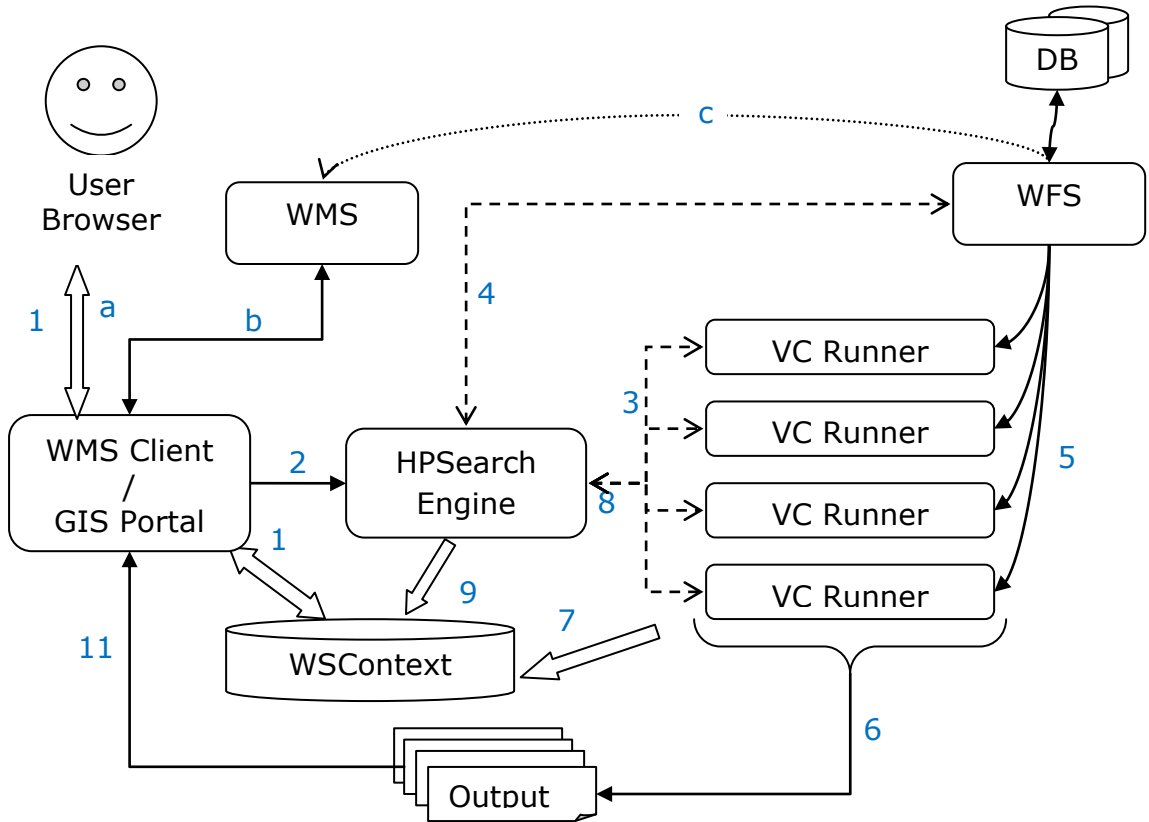 DB
c
User
Browser
WMS
WFS
1
a
b
4
VC Runner
3
VC Runner
WMS Client
/
GIS Portal
2
HPSearch
Engine
8
5
VC Runner
VC Runner
1
9
7
WSContext
11
6
Output